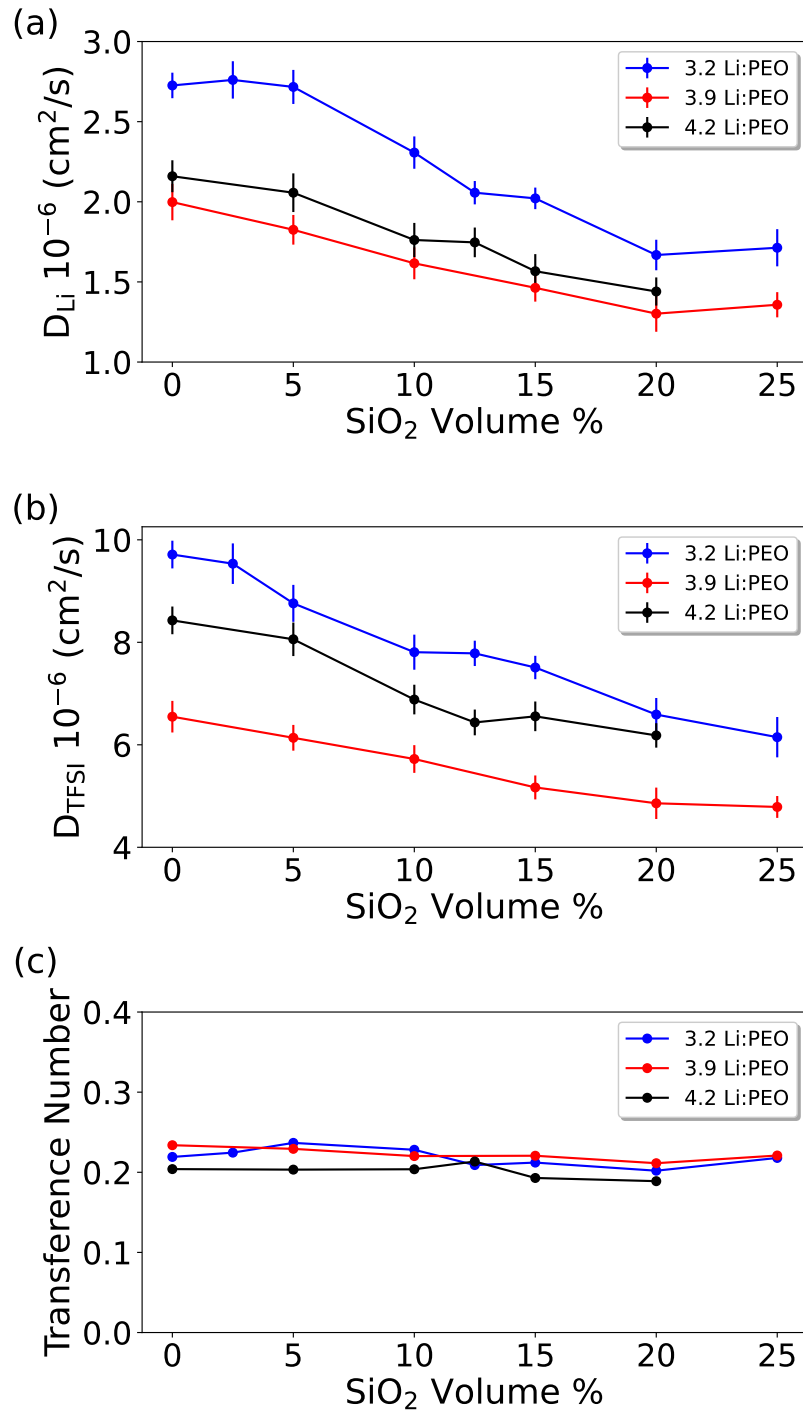 (a)
D_Li 10^−6 (cm^2/s)
3.0
2.5
2.0
1.5
1.0
3.2 Li:PEO
3.9 Li:PEO
4.2 Li:PEO
0 5 10 15 20 25
SiO₂ Volume %
(b)
D_TFSI 10^−6 (cm^2/s)
10
8
6
4
3.2 Li:PEO
3.9 Li:PEO
4.2 Li:PEO
0 5 10 15 20 25
SiO₂ Volume %
(c)
Transference Number
0.4
0.3
0.2
0.1
0.0
3.2 Li:PEO
3.9 Li:PEO
4.2 Li:PEO
0 5 10 15 20 25
SiO₂ Volume %